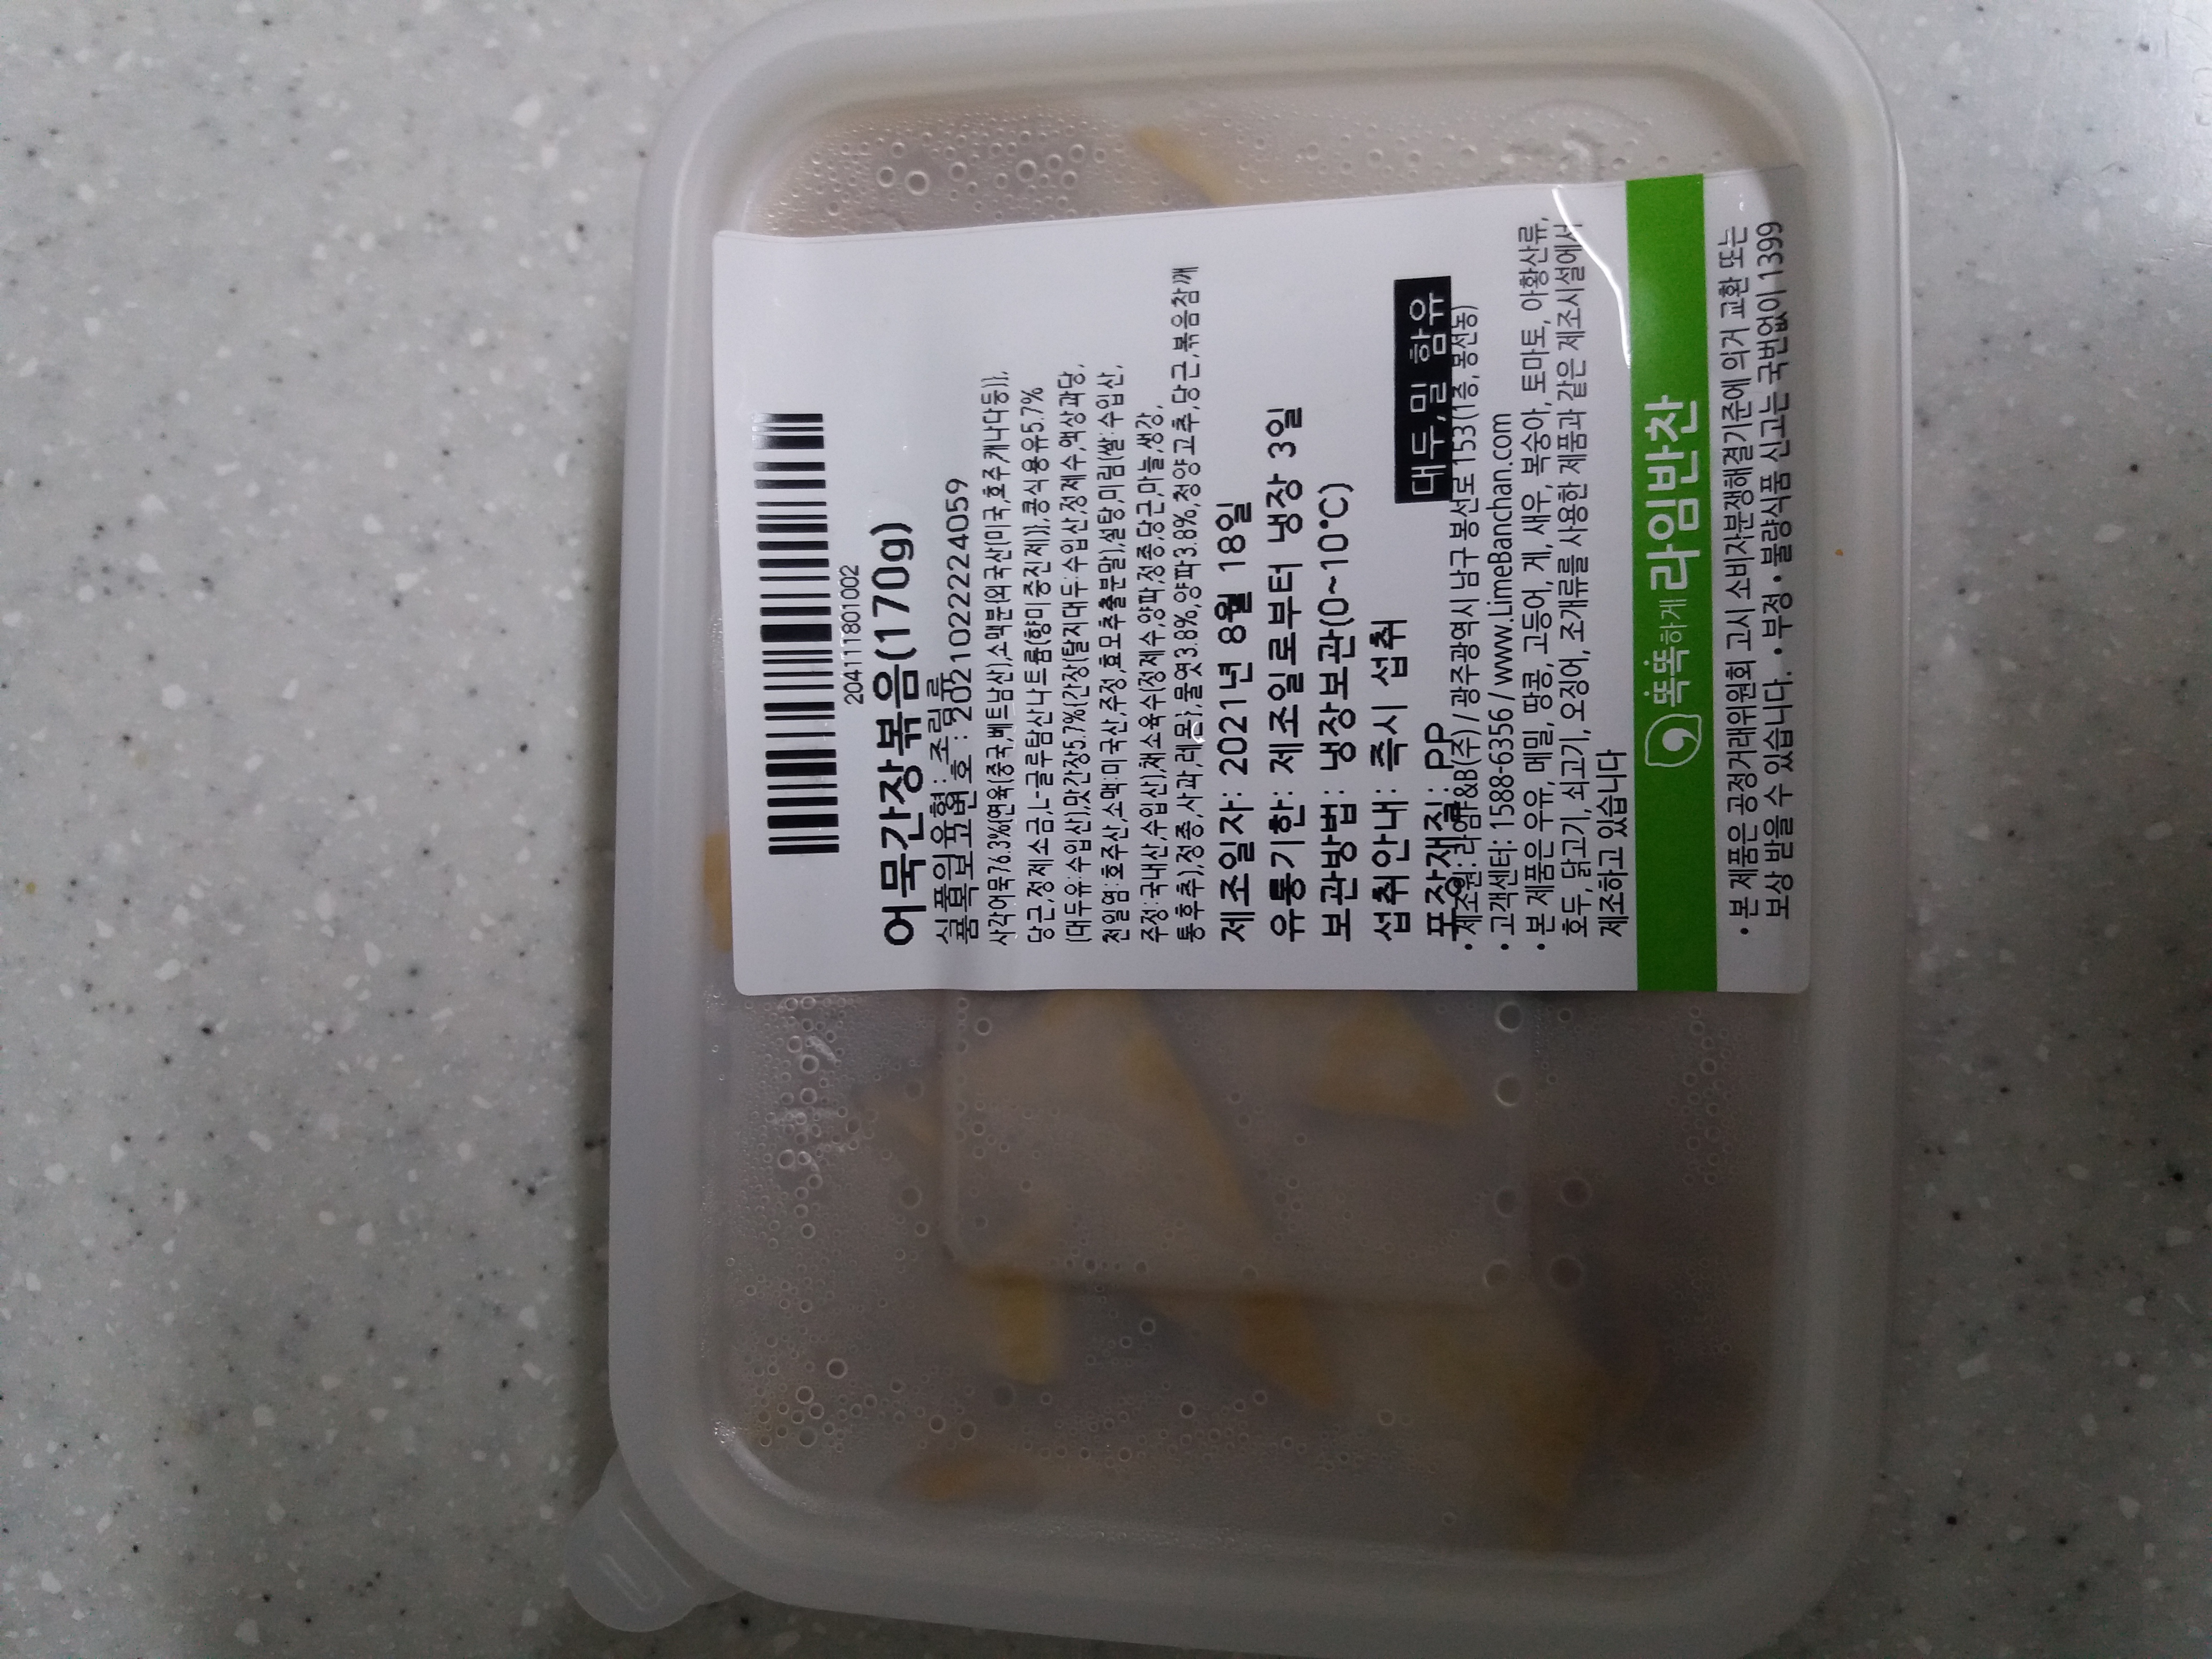 2041111801002
어묵간장볶음(170g)
식품의유형: 조림류
품목보고번호 : 20210222224059
사각어묵76.3%{연육(중국,베트남산),소맥분{외국산(미국,호주,캐나다등)},
당근,정제소금,L-글루탐산나트륨(향미증진제)},콩식용유5.7%
(대두유:수입산),맛간장5.7%{간장(탈지대두:수입산,정제수,액상과당,
천일염:호주산,소맥:미국산,주정,효모추출분말),설탕,미림(쌀:수입산,
주정:국내산,수입산),채소육수(정제수,양파,정종,당근,마늘,생강,
통후추),정종,사과,레몬},물엿3.8%,양파3.8%,청양고추,당근,볶음참깨
제조일자: 2021년 8월 18일
유통기한: 제조일로부터 냉장 3일
보관방법: 냉장보관(0~10℃)
섭취안내: 즉시 섭취
포장재질: PP
대두,밀 함유
• 제조원: 라임F&B(주) / 광주광역시 남구 봉선로 153(1층, 봉선동)
• 고객센터: 1588-6356 / www.LimeBanchan.com
• 본 제품은 우유, 메밀, 땅콩, 고등어, 게, 새우, 복숭아, 토마토, 아황산류,
호두, 닭고기, 쇠고기, 오징어, 조개류를 사용한 제품과 같은 제조시설에서
제조하고 있습니다
똑똑하게 라임반찬
• 본 제품은 공정거래위원회 고시 소비자분쟁해결기준에 의거 교환 또는
보상 받을 수 있습니다. • 부정 • 불량식품 신고는 국번없이 1399